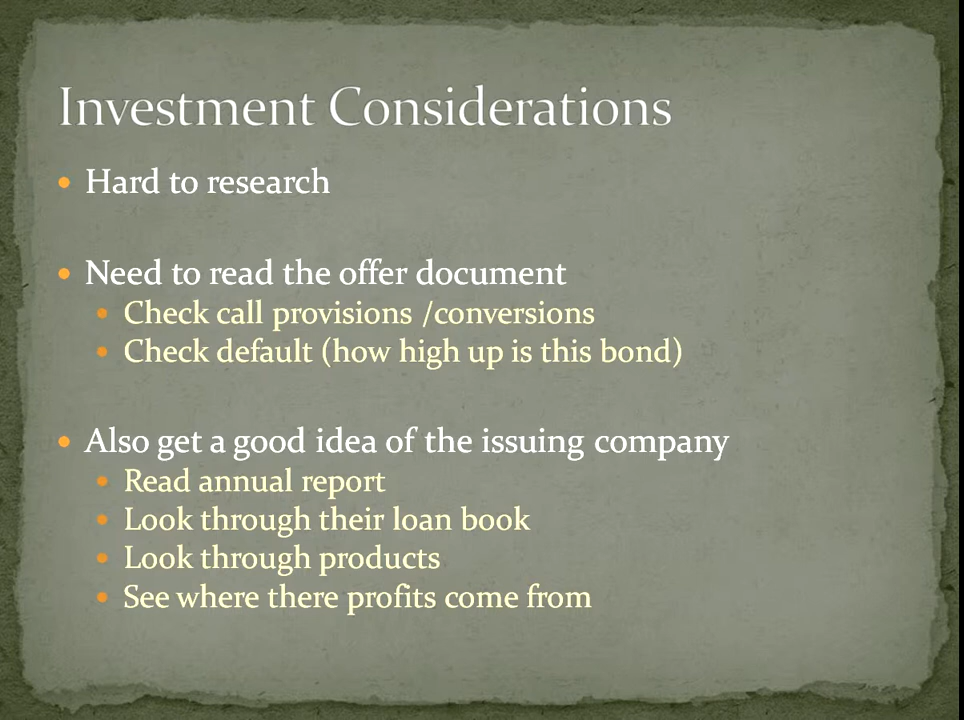 Investment Considerations
• Hard to research
• Need to read the offer document
• Check call provisions /conversions
• Check default (how high up is this bond)
• Also get a good idea of the issuing company
• Read annual report
• Look through their loan book
• Look through products
• See where there profits come from